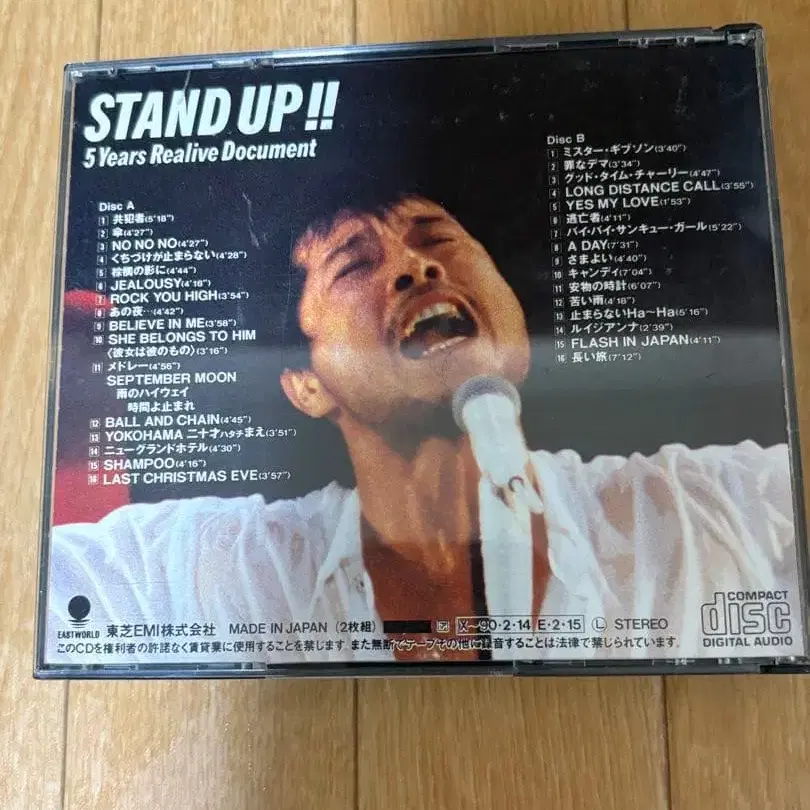 STAND UP!!
5 Years Realive Document
Disc A
1 共犯者(5'18")
2 傘(4'27")
3 NO NO NO(4'27")
4 くちづけが止まらない(4'28")
5 棕櫚の影に(4'44")
6 JEALOUSY(4'18")
7 ROCK YOU HIGH(3'54")
8 あの夜…(4'42")
9 BELIEVE IN ME(3'58")
10 SHE BELONGS TO HIM
〈彼女は彼のもの〉(3'16")
11 メドレー(4'56")
SEPTEMBER MOON
雨のハイウェイ
時間よ止まれ
12 BALL AND CHAIN(4'45")
13 YOKOHAMA 二十才ハタチまえ(3'51")
14 ニューグランドホテル(4'30")
15 SHAMPOO(4'16")
16 LAST CHRISTMAS EVE(3'57")
Disc B
1 ミスター・ギブソン(3'40")
2 罪なデマ(3'34")
3 グッド・タイム・チャーリー(4'47")
4 LONG DISTANCE CALL(3'55")
5 YES MY LOVE(1'53")
6 逃亡者(4'11")
7 バイ・バイ・サンキュー・ガール(5'22")
8 A DAY(7'31")
9 さまよい(4'40")
10 キャンディ(7'04")
11 安物の時計(6'07")
12 苦い雨(4'18")
13 止まらないHa〜Ha(5'16")
14 ルイジアンナ(2'39")
15 FLASH IN JAPAN(4'11")
16 長い旅(7'12")
EASTWORLD
東芝EMI株式会社 MADE IN JAPAN (2枚組) X〜90・2・14 E・2・15 Ⓛ STEREO
このCDを権利者の許諾なく賃貸業に使用することを禁じます。また無断でテープその他に録音することは法律で禁じられています。
COMPACT
disc
DIGITAL AUDIO